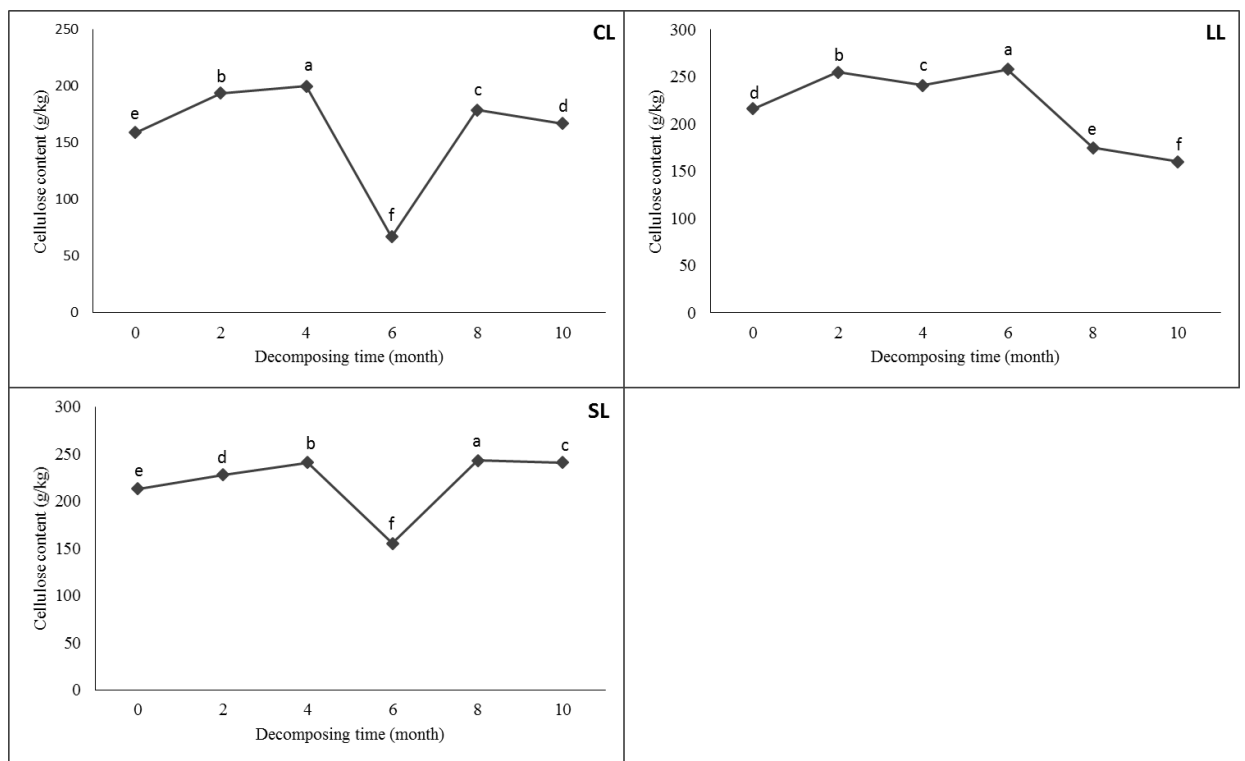 CL
250
200
150
100
50
0
Cellulose content (g/kg)
e
b
a
f
c
d
0 2 4 6 8 10
Decomposing time (month)
LL
300
250
200
150
100
50
0
Cellulose content (g/kg)
d
b
c
a
e
f
0 2 4 6 8 10
Decomposing time (month)
SL
300
250
200
150
100
50
0
Cellulose content (g/kg)
e
d
b
f
a
c
0 2 4 6 8 10
Decomposing time (month)